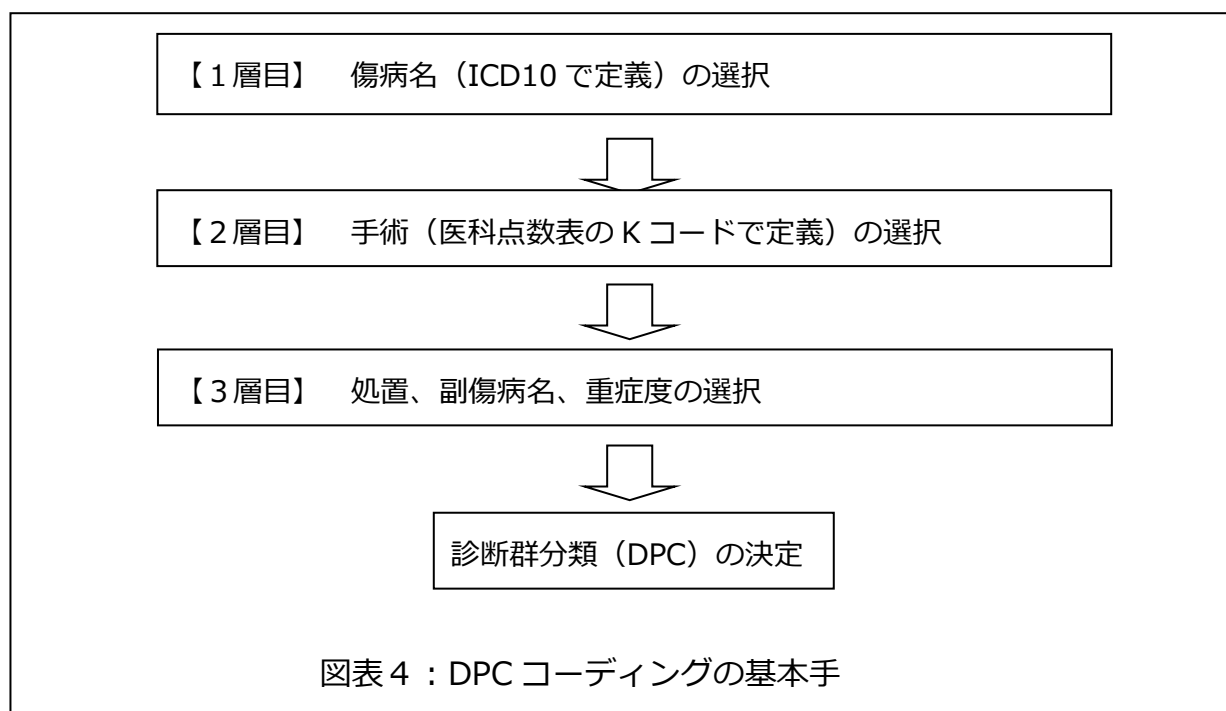 【１層目】　傷病名（ICD10 で定義）の選択
【２層目】　手術（医科点数表の K コードで定義）の選択
【３層目】　処置、副傷病名、重症度の選択
診断群分類（DPC）の決定
図表４：DPC コーディングの基本手